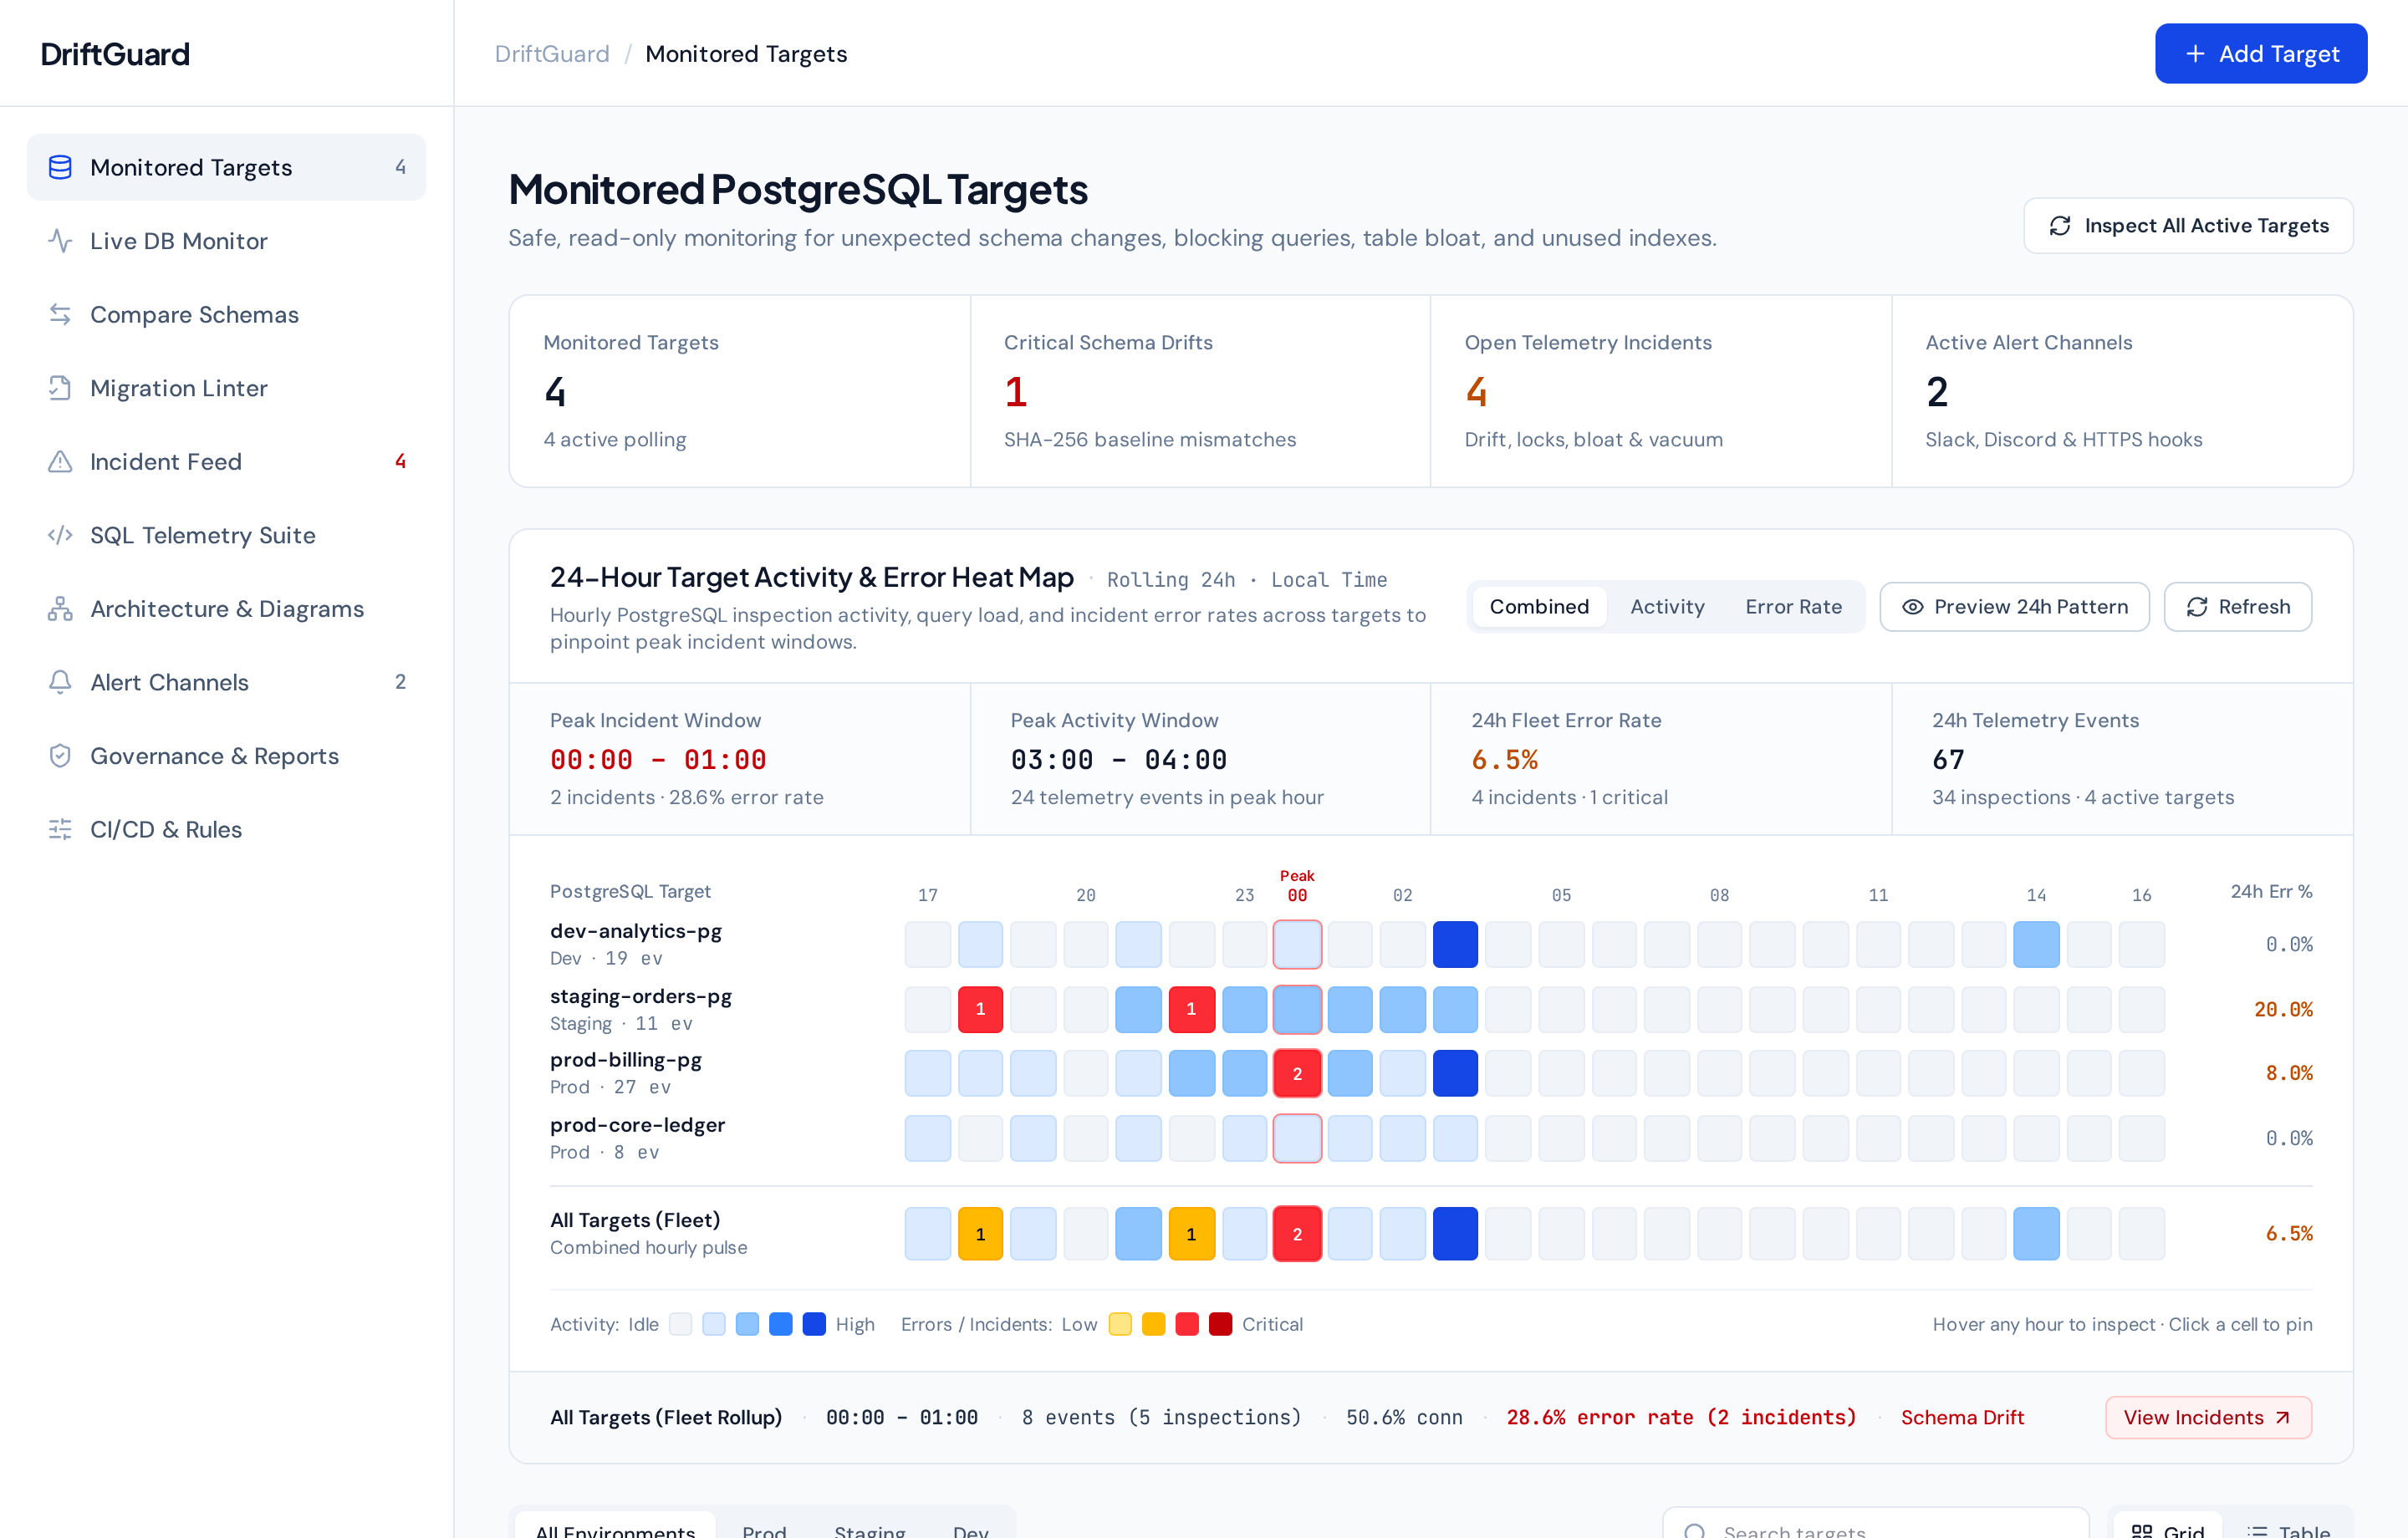 DriftGuard
DriftGuard / Monitored Targets
+ Add Target
Monitored Targets 4
Live DB Monitor
Compare Schemas
Migration Linter
Incident Feed 4
SQL Telemetry Suite
Architecture & Diagrams
Alert Channels 2
Governance & Reports
CI/CD & Rules
Monitored PostgreSQL Targets
Safe, read-only monitoring for unexpected schema changes, blocking queries, table bloat, and unused indexes.
Inspect All Active Targets
Monitored Targets
4
4 active polling
Critical Schema Drifts
1
SHA-256 baseline mismatches
Open Telemetry Incidents
4
Drift, locks, bloat & vacuum
Active Alert Channels
2
Slack, Discord & HTTPS hooks
24-Hour Target Activity & Error Heat Map · Rolling 24h · Local Time
Hourly PostgreSQL inspection activity, query load, and incident error rates across targets to
pinpoint peak incident windows.
Combined Activity Error Rate
Preview 24h Pattern
Refresh
Peak Incident Window
00:00 – 01:00
2 incidents · 28.6% error rate
Peak Activity Window
03:00 – 04:00
24 telemetry events in peak hour
24h Fleet Error Rate
6.5%
4 incidents · 1 critical
24h Telemetry Events
67
34 inspections · 4 active targets
Peak
PostgreSQL Target 17 20 23 00 02 05 08 11 14 16 24h Err %
dev-analytics-pg
Dev · 19 ev
0.0%
staging-orders-pg
Staging · 11 ev
1 1 20.0%
prod-billing-pg
Prod · 27 ev
2 8.0%
prod-core-ledger
Prod · 8 ev
0.0%
All Targets (Fleet)
Combined hourly pulse
1 1 2 6.5%
Activity: Idle High Errors / Incidents: Low Critical
Hover any hour to inspect · Click a cell to pin
All Targets (Fleet Rollup) · 00:00 – 01:00 · 8 events (5 inspections) · 50.6% conn · 28.6% error rate (2 incidents) · Schema Drift
View Incidents
All Environments Prod Staging Dev
Search targets
Grid Table